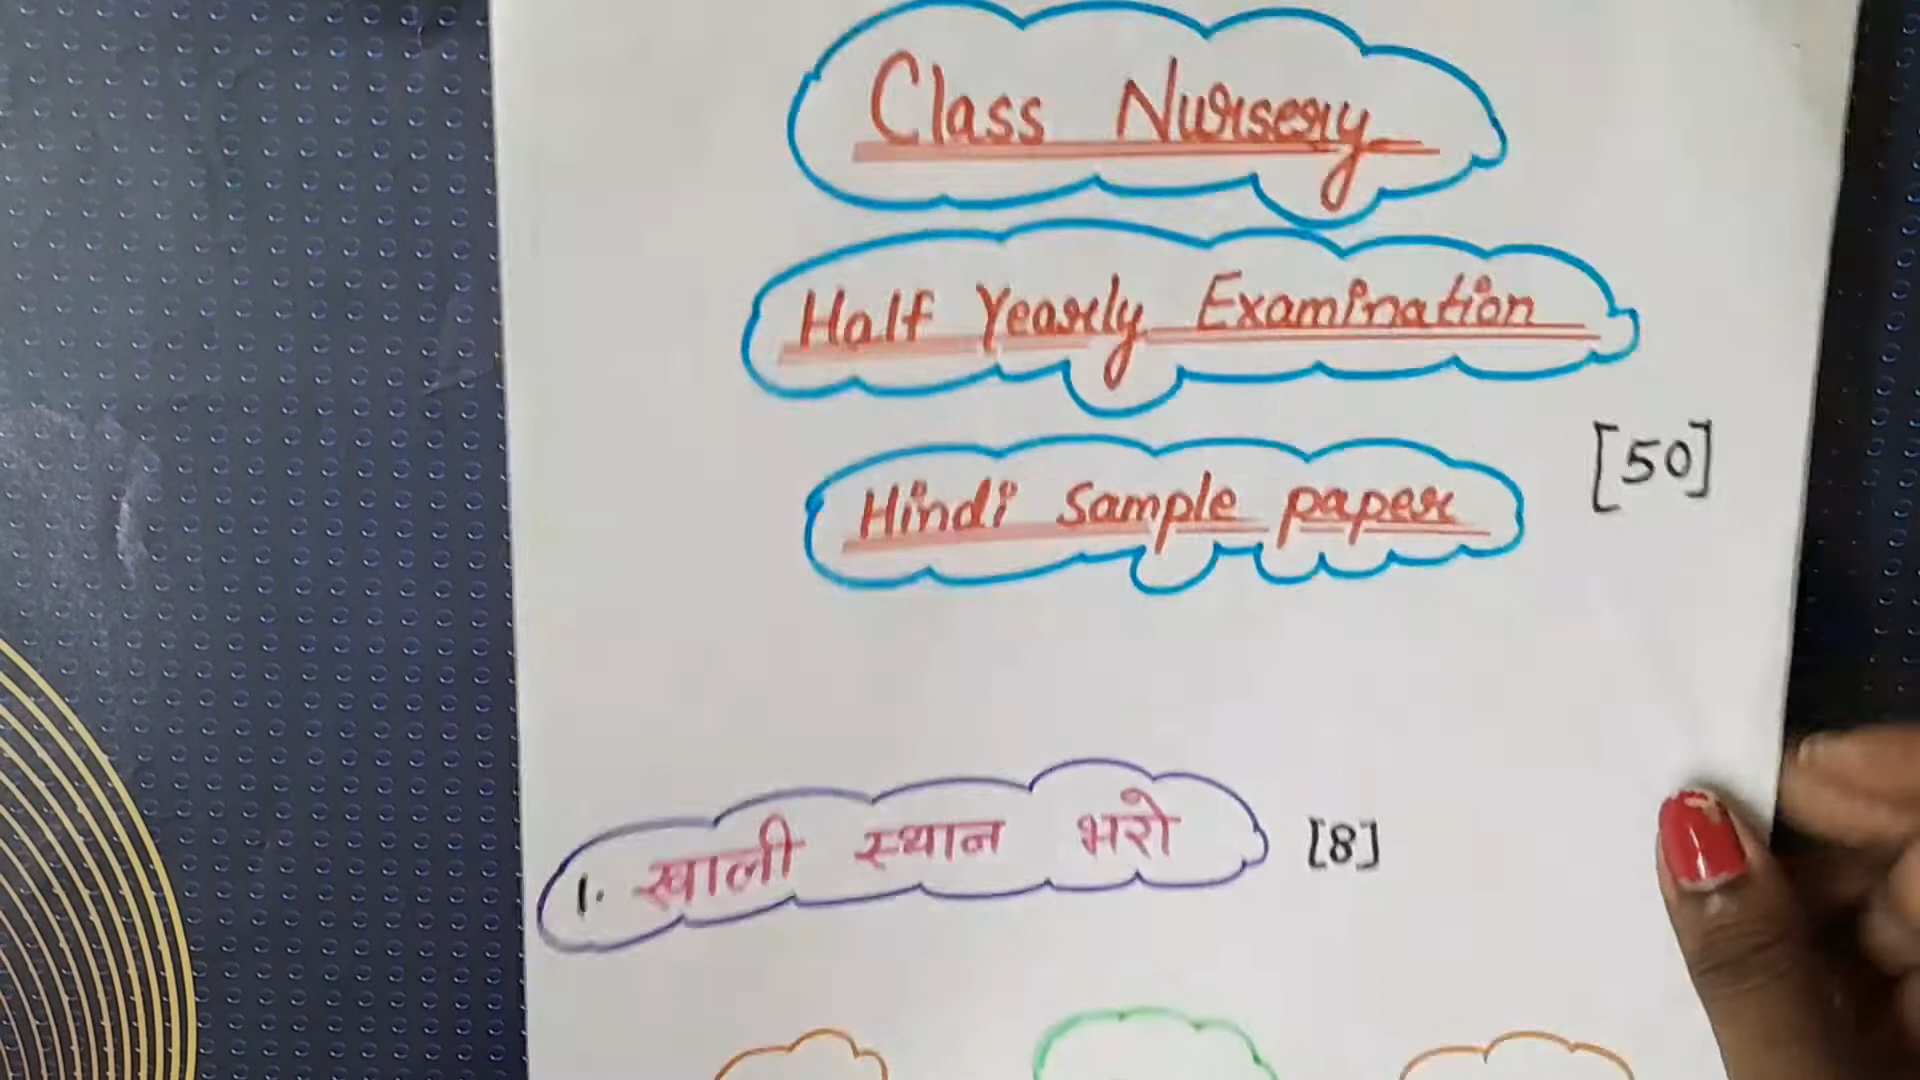 Class Nursery
Half Yearly Examination
[50]
Hindi Sample paper
1. खाली स्थान भरो [8]